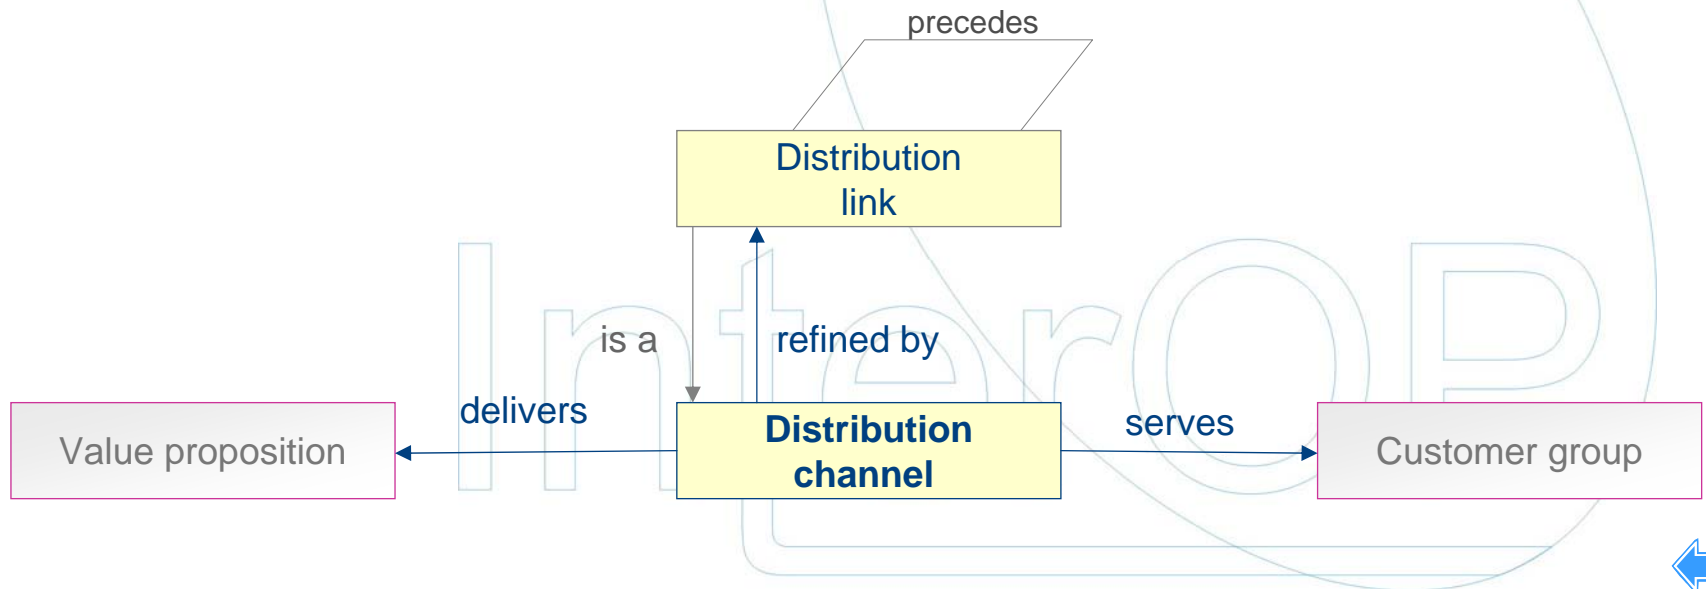 precedes
Distribution
link
is a
refined by
delivers
serves
Value proposition
Distribution
channel
Customer group
InterOP